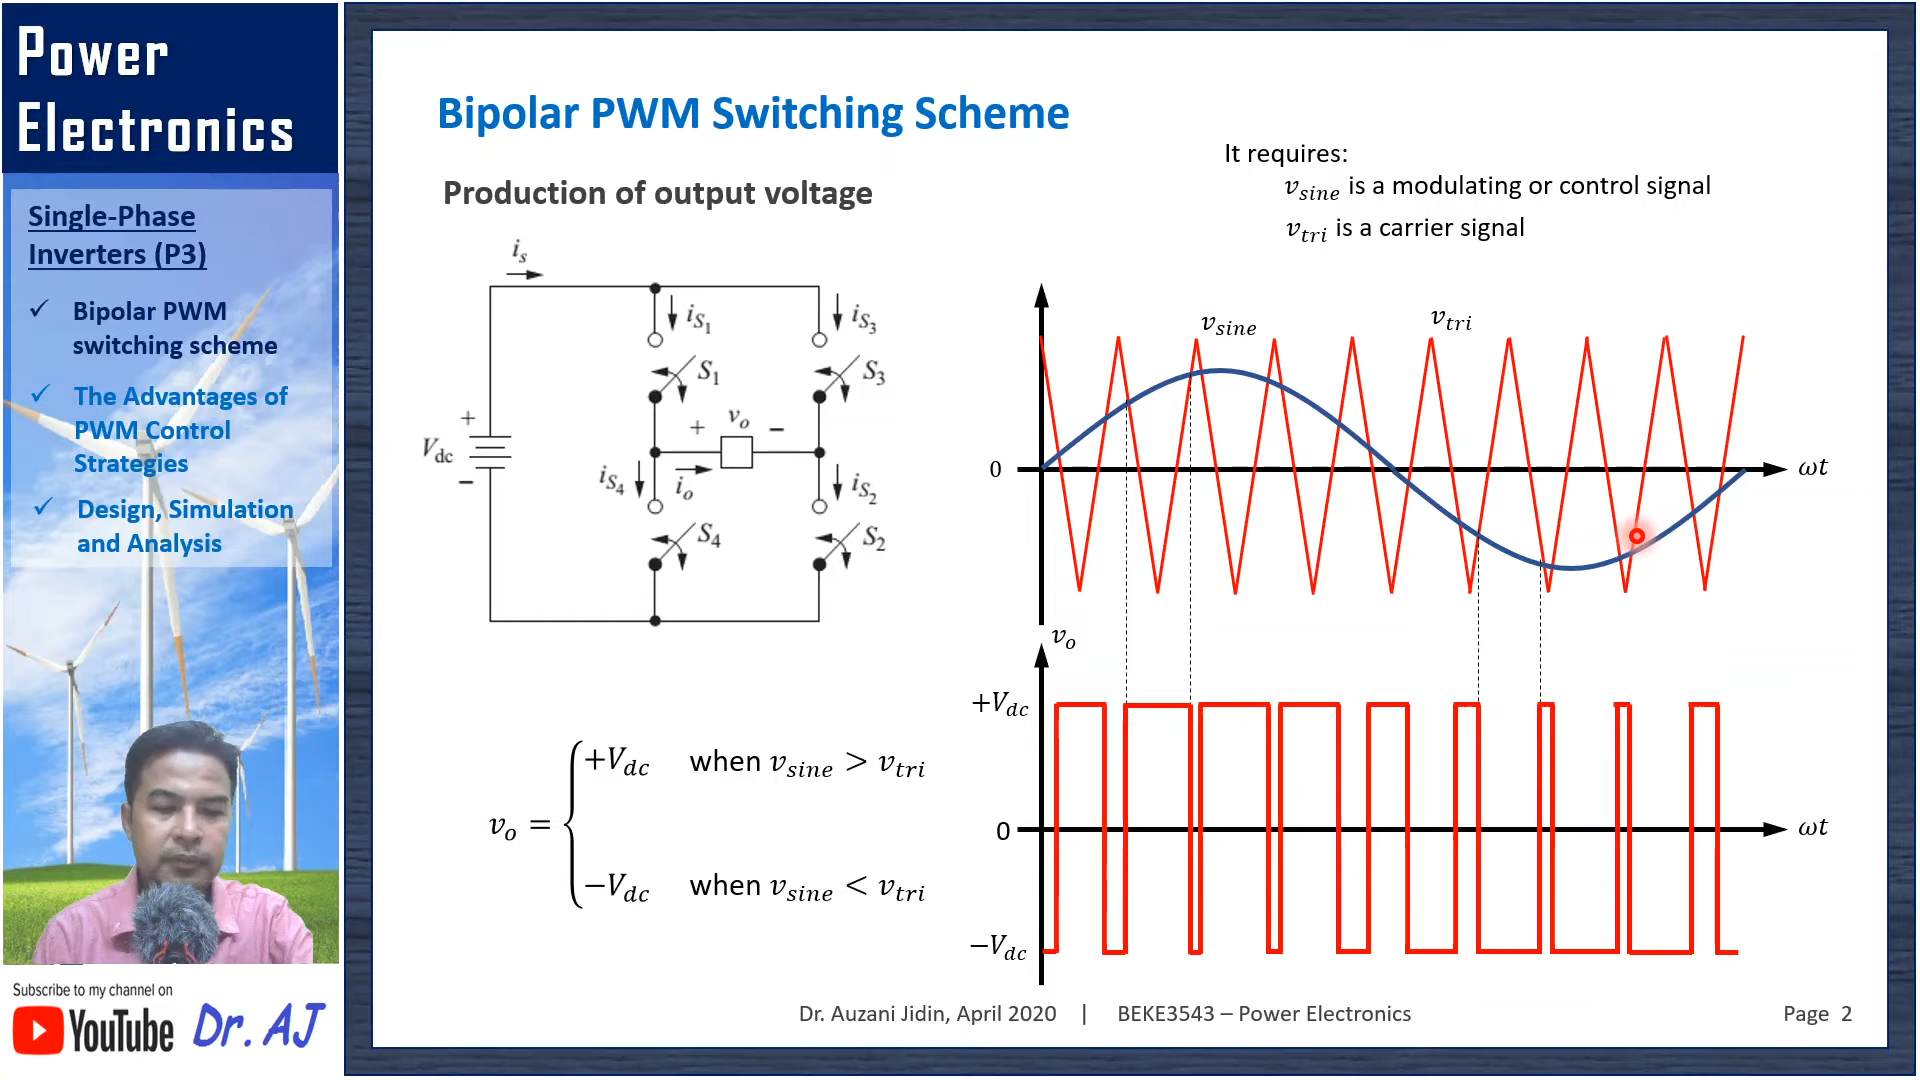 Power
Electronics
Single-Phase
Inverters (P3)
✓ Bipolar PWM
switching scheme
✓ The Advantages of
PWM Control
Strategies
✓ Design, Simulation
and Analysis
Subscribe to my channel on
YouTube Dr. AJ
Bipolar PWM Switching Scheme
Production of output voltage
It requires:
v_sine is a modulating or control signal
v_tri is a carrier signal
i_s
i_S1
i_S3
S_1
S_3
+
V_dc
−
+ v_o −
i_S4
i_o
i_S2
S_4
S_2
v_o =
+V_dc when v_sine > v_tri
−V_dc when v_sine < v_tri
v_sine
v_tri
0
ωt
v_o
+V_dc
0
ωt
−V_dc
Dr. Auzani Jidin, April 2020 | BEKE3543 – Power Electronics
Page 2